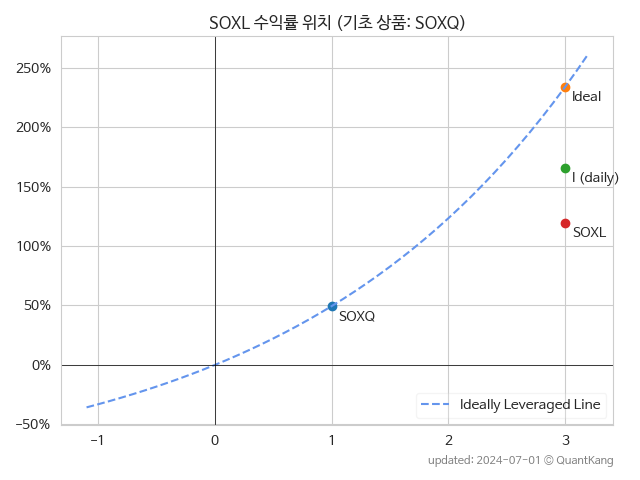 SOXL 수익률 위치 (기초 상품: SOXQ)
250%
200%
150%
100%
50%
0%
−50%
Ideal
I (daily)
SOXL
SOXQ
Ideally Leveraged Line
−1 0 1 2 3
updated: 2024-07-01 © QuantKang